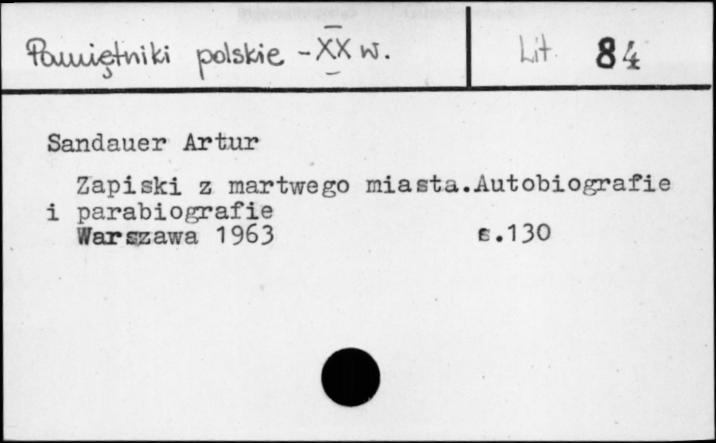 Pamiętniki polskie - XX w.
Lit. 84
Sandauer Artur
Zapiski z martwego miasta.Autobiografie
i parabiografie
Warszawa 1963 s.130